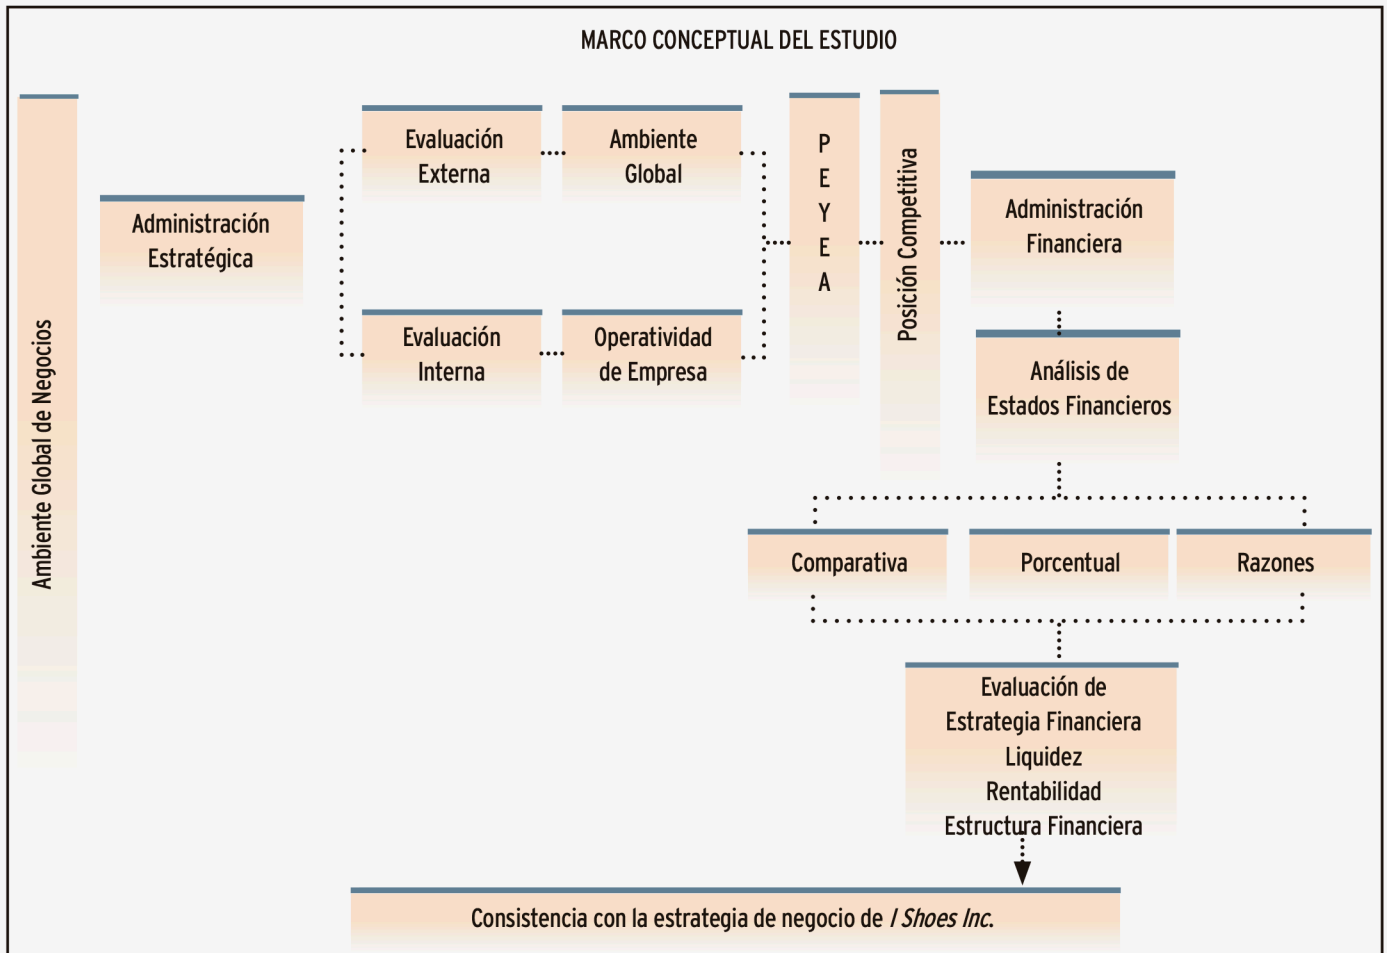 MARCO CONCEPTUAL DEL ESTUDIO
Ambiente Global de Negocios
Administración
Estratégica
Evaluación
Externa
Ambiente
Global
Evaluación
Interna
Operatividad
de Empresa
P
E
Y
E
A
Posición Competitiva
Administración
Financiera
Análisis de
Estados Financieros
Comparativa
Porcentual
Razones
Evaluación de
Estrategia Financiera
Liquidez
Rentabilidad
Estructura Financiera
Consistencia con la estrategia de negocio de I Shoes Inc.